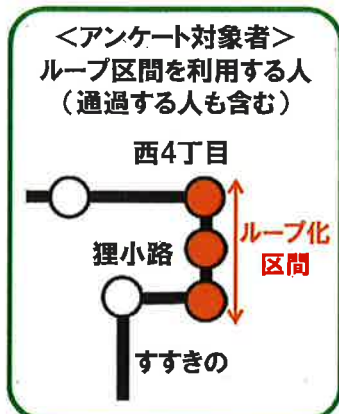 ＜アンケート対象者＞
ループ区間を利用する人
（通過する人も含む）
西4丁目
ループ化
区間
狸小路
すすきの